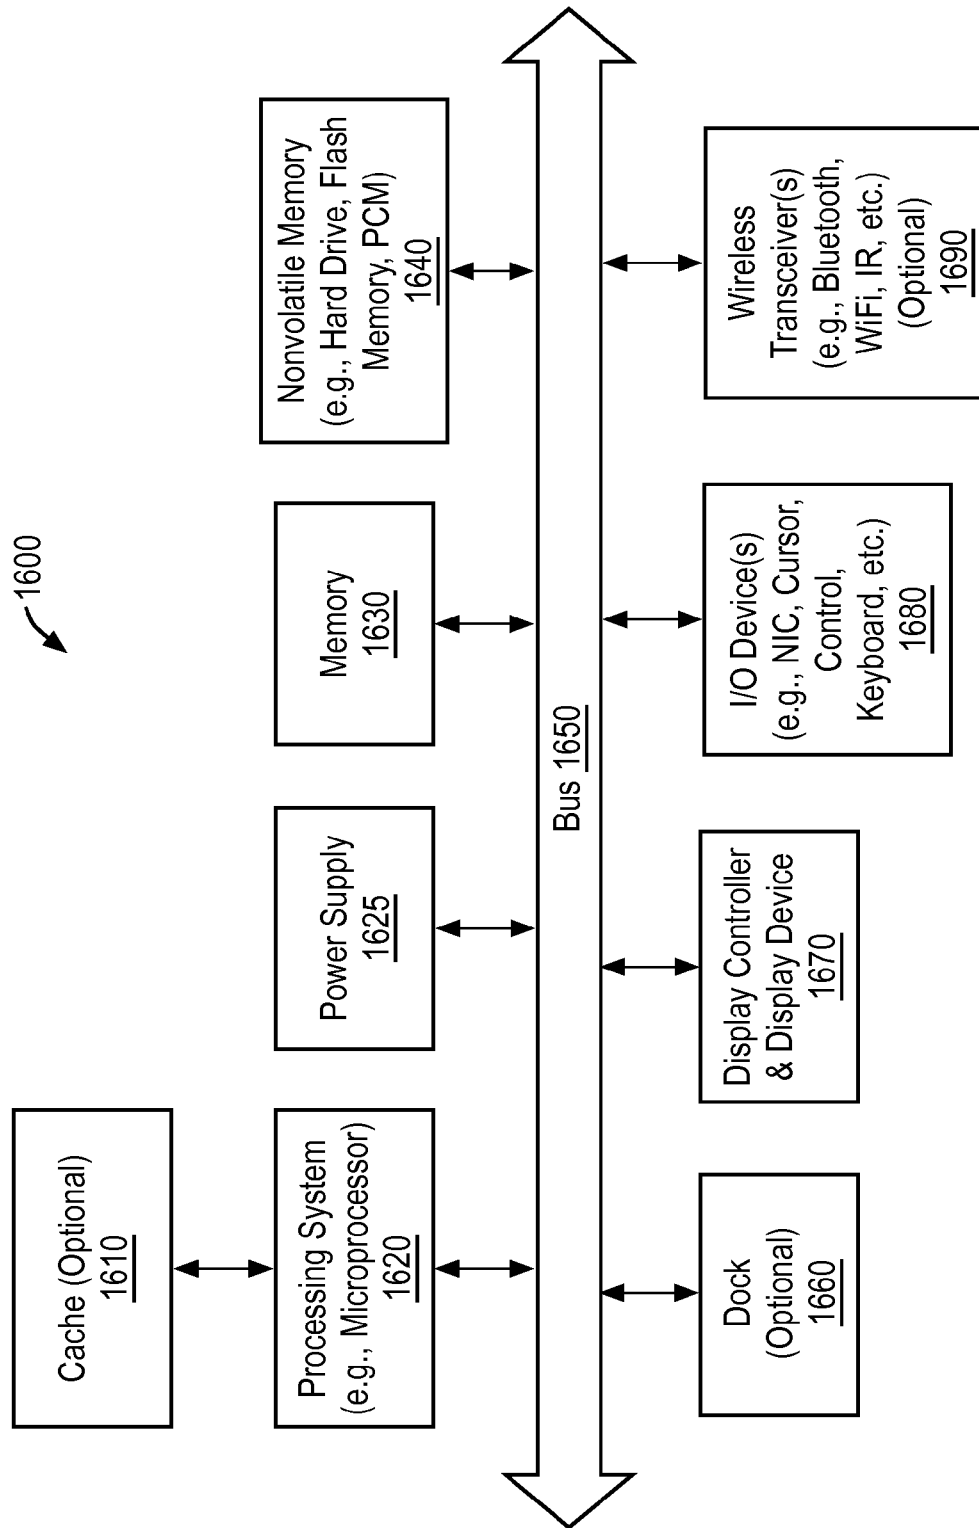 1600
Cache (Optional)
1610
Processing System
(e.g., Microprocessor)
1620
Power Supply
1625
Memory
1630
Nonvolatile Memory
(e.g., Hard Drive, Flash
Memory, PCM)
1640
Bus 1650
Dock
(Optional)
1660
Display Controller
& Display Device
1670
I/O Device(s)
(e.g., NIC, Cursor,
Control,
Keyboard, etc.)
1680
Wireless
Transceiver(s)
(e.g., Bluetooth,
WiFi, IR, etc.)
(Optional)
1690